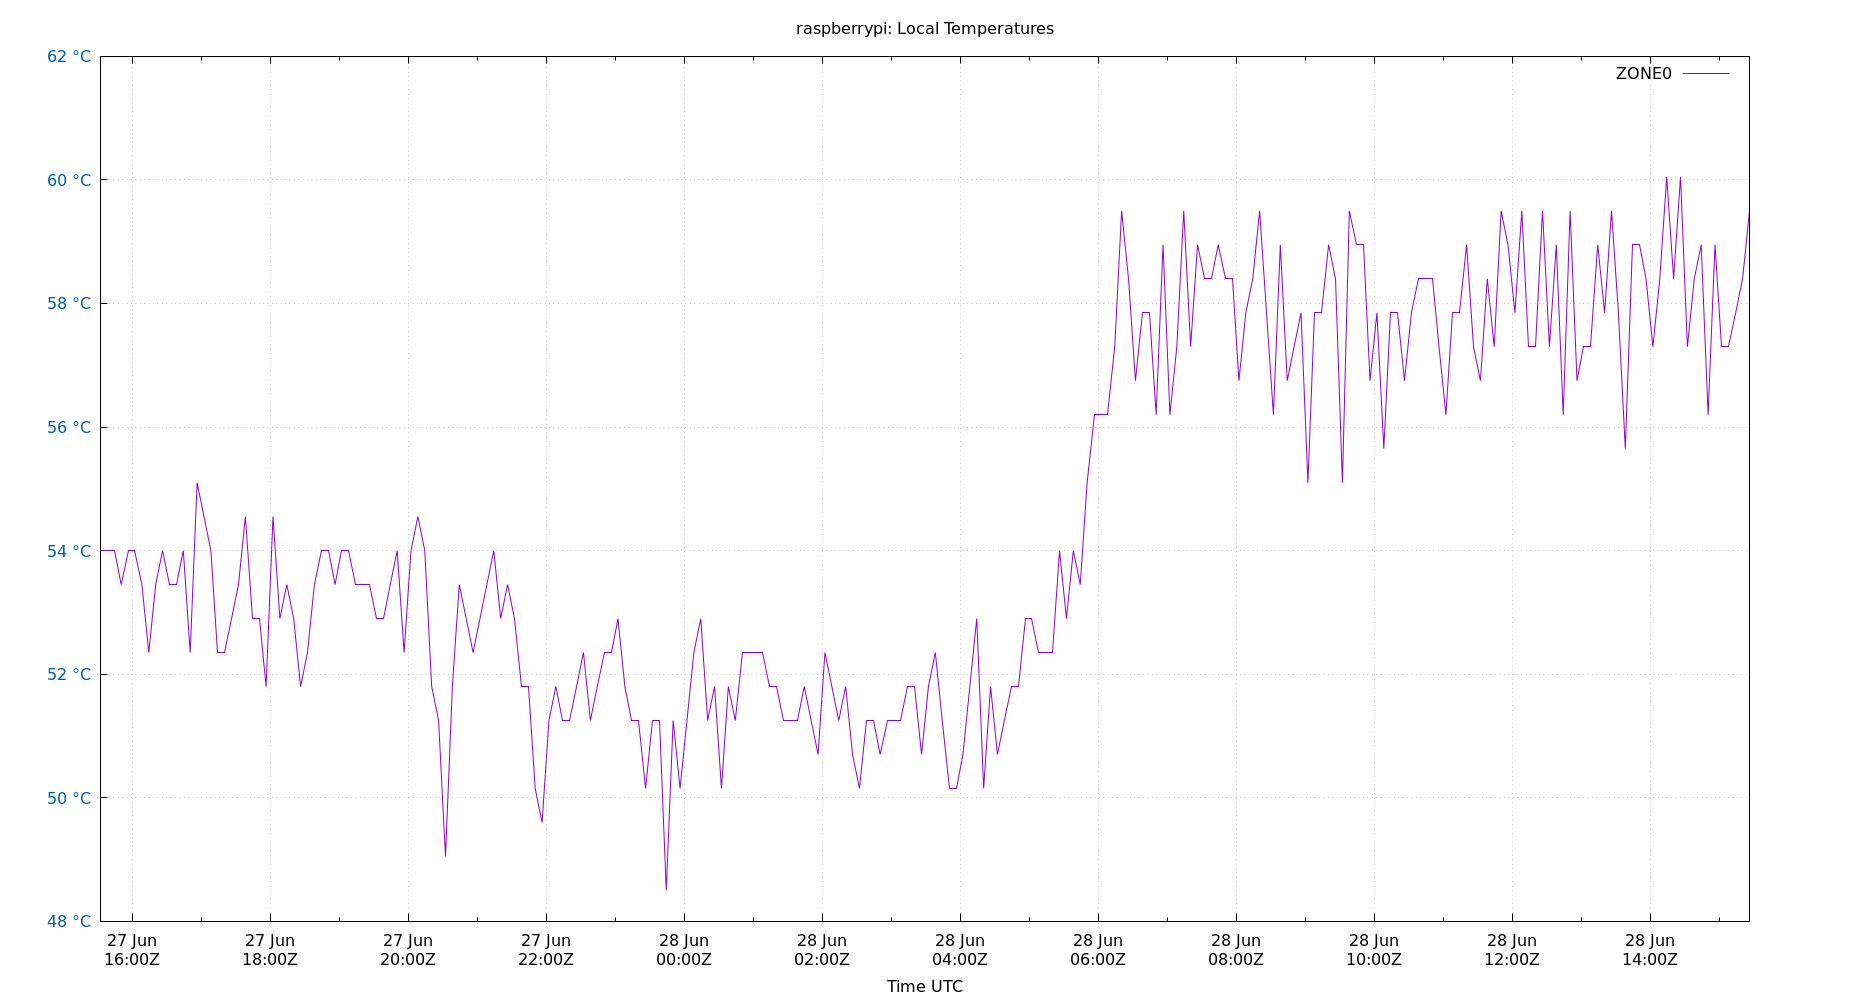 raspberrypi: Local Temperatures
62 °C
ZONE0
60 °C
58 °C
56 °C
54 °C
52 °C
50 °C
48 °C
27 Jun 27 Jun 27 Jun 27 Jun 28 Jun 28 Jun 28 Jun 28 Jun 28 Jun 28 Jun 28 Jun 28 Jun
16:00Z 18:00Z 20:00Z 22:00Z 00:00Z 02:00Z 04:00Z 06:00Z 08:00Z 10:00Z 12:00Z 14:00Z
Time UTC